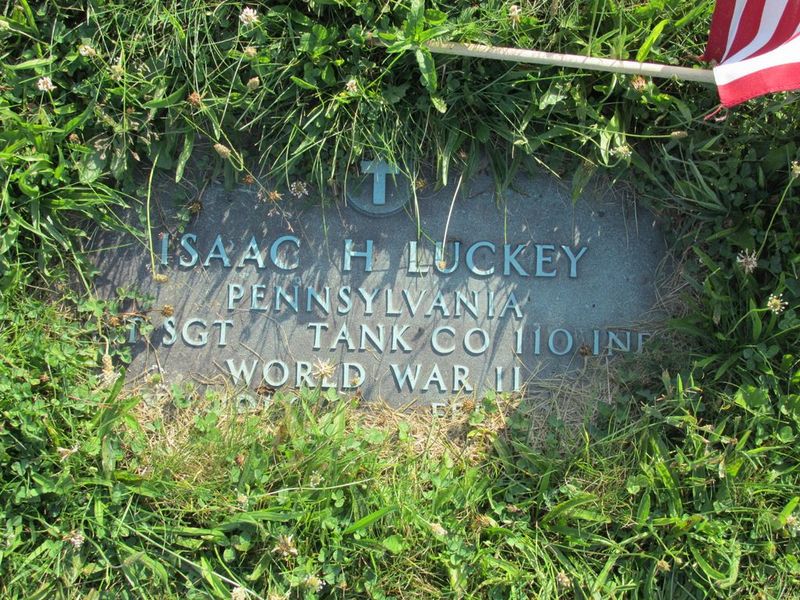 ISAAC H LUCKEY
PENNSYLVANIA
SGT TANK CO 110 INF
WORLD WAR II